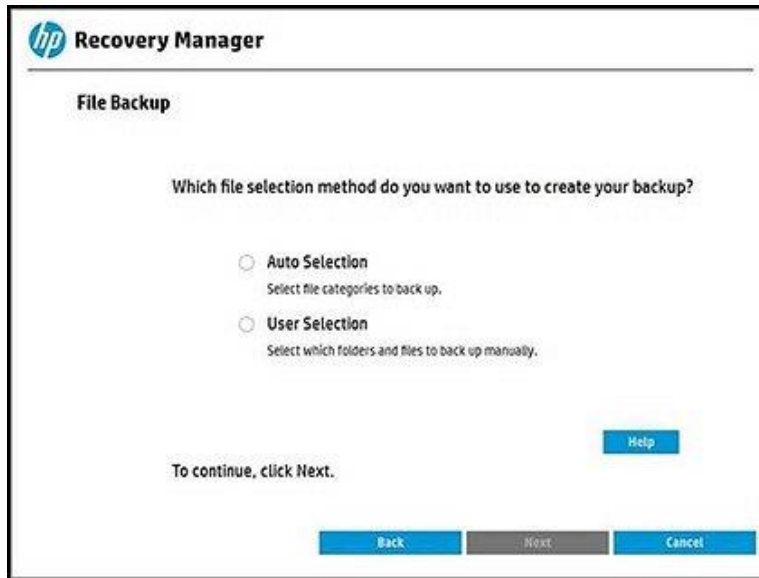 hp Recovery Manager
File Backup
Which file selection method do you want to use to create your backup?
Auto Selection
Select file categories to back up.
User Selection
Select which folders and files to back up manually.
Help
To continue, click Next.
Back Next Cancel